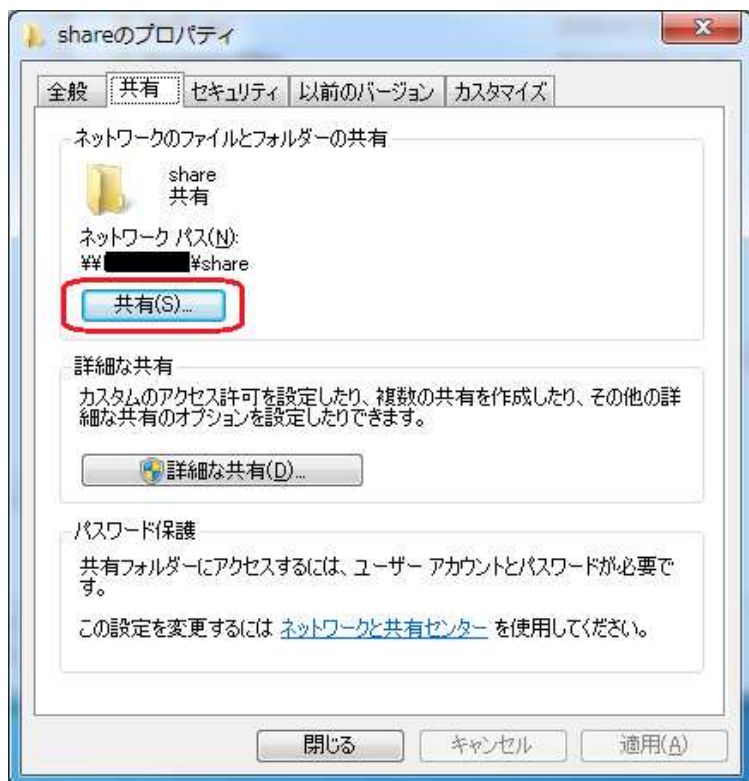 shareのプロパティ
全般
共有
セキュリティ
以前のバージョン
カスタマイズ
ネットワークのファイルとフォルダーの共有
share
共有
ネットワーク パス(N):
¥¥ ¥share
共有(S)...
詳細な共有
カスタムのアクセス許可を設定したり、複数の共有を作成したり、その他の詳
細な共有のオプションを設定したりできます。
詳細な共有(D)...
パスワード保護
共有フォルダーにアクセスするには、ユーザー アカウントとパスワードが必要で
す。
この設定を変更するには ネットワークと共有センター を使用してください。
閉じる
キャンセル
適用(A)